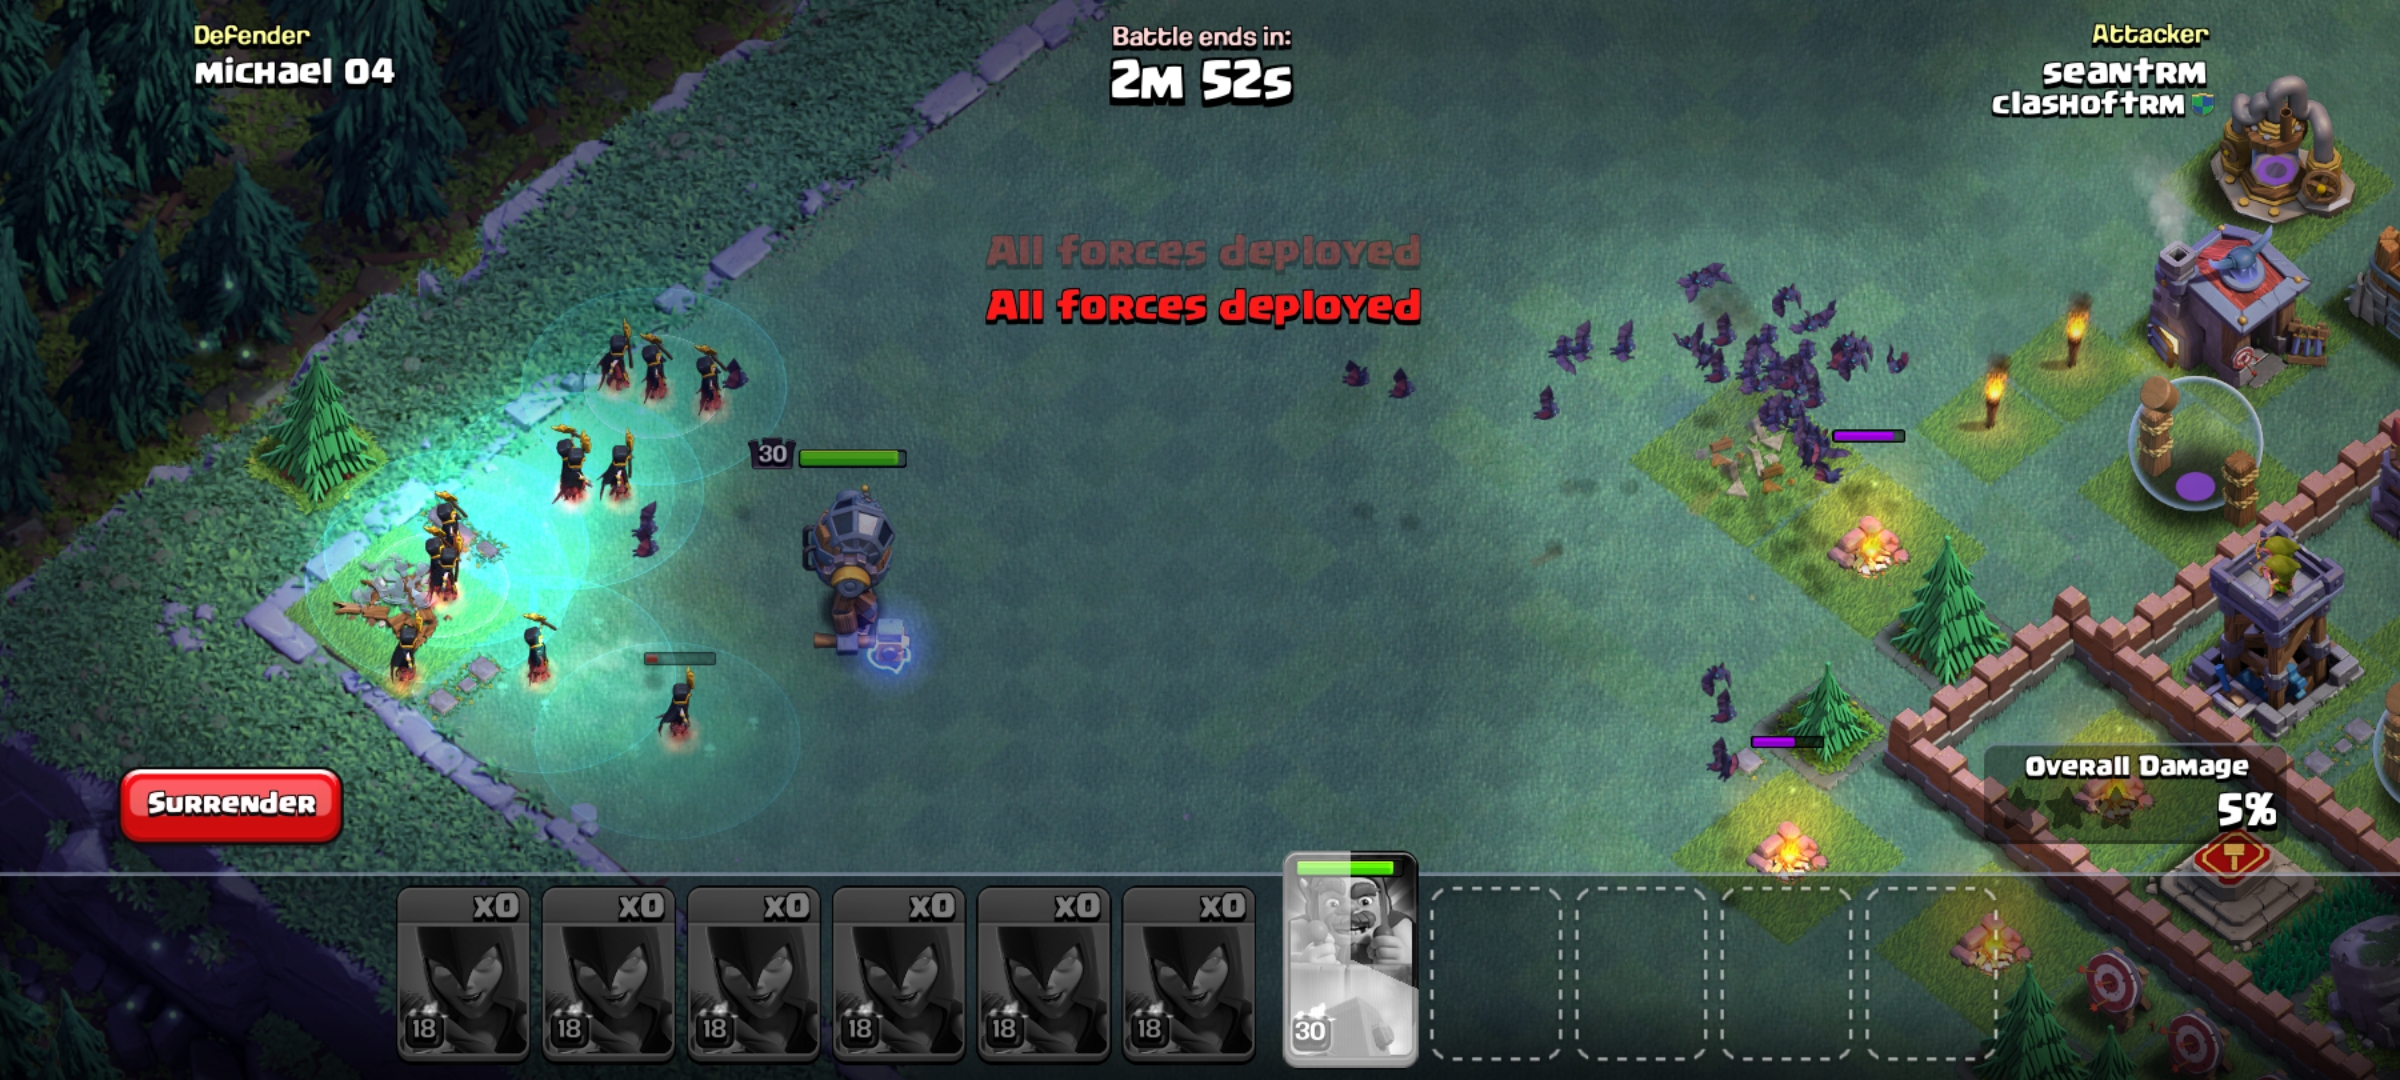 Defender
Michael 04
Battle ends in:
2M 52s
Attacker
seantRM
clashoftRM
All forces deployed
All forces deployed
30
Surrender
Overall Damage
5%
x0
x0
x0
x0
x0
x0
18
18
18
18
18
18
30